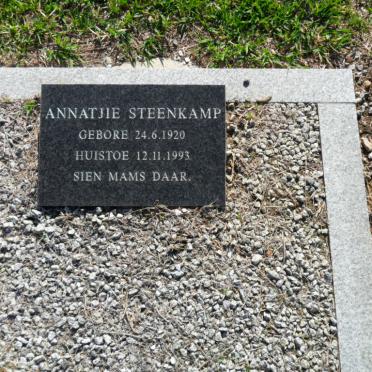 ANNATJIE STEENKAMP
GEBORE 24.6.1920
HUISTOE 12.11.1993
SIEN MAMS DAAR.